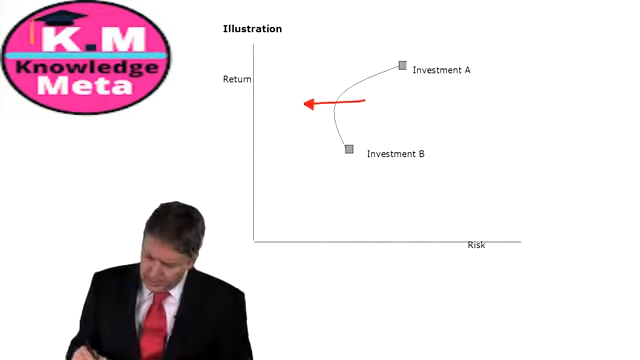 K.M
Knowledge
Meta
Illustration
Return
Investment A
Investment B
Risk